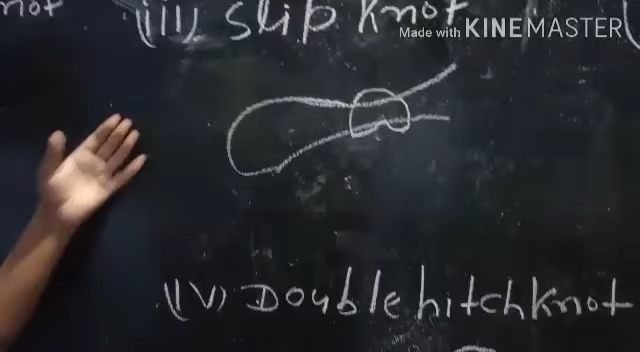 not (iii) Slip Knot
Made with KINEMASTER
(iv) Double hitch Knot